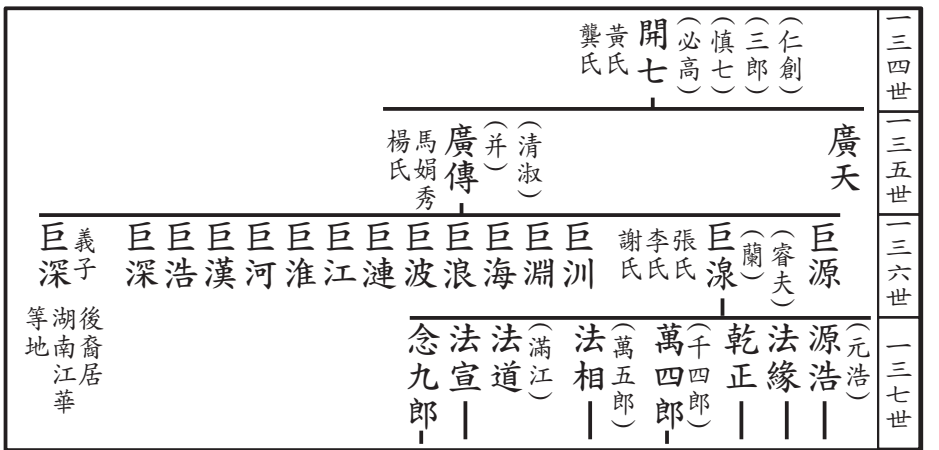 一三四世
（仁創）
（三郎）
（慎七）
（必高）
開七
黃氏
龔氏
一三五世
廣天
（清淑）
（并）
廣傳
馬娟秀
楊氏
一三六世
巨源
（睿夫）
（蘭）
巨湶
張氏
李氏
謝氏
巨汌
巨淵
巨海
巨浪
巨波
巨漣
巨江
巨淮
巨河
巨漢
巨浩
巨深
義子
巨深
後裔居
湖南江華
等地
一三七世
（元浩）
源浩
法緣
乾正
（千四郎）
萬四郎
（萬五郎）
法相
（滿江）
法道
法宣
念九郎